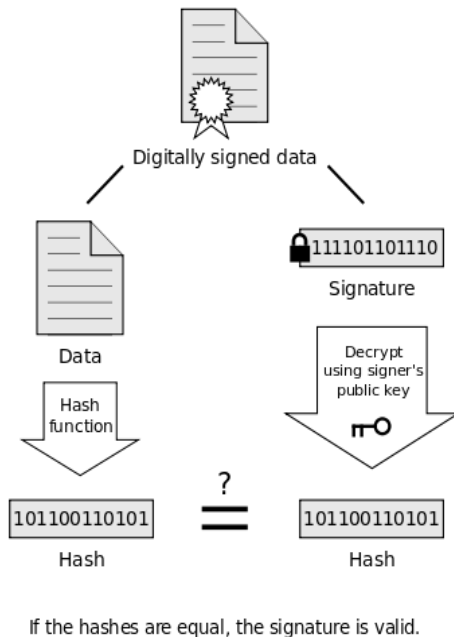 Digitally signed data
111101101110
Signature
Data
Decrypt
using signer's
public key
Hash
function
?
=
101100110101
101100110101
Hash
Hash
If the hashes are equal, the signature is valid.